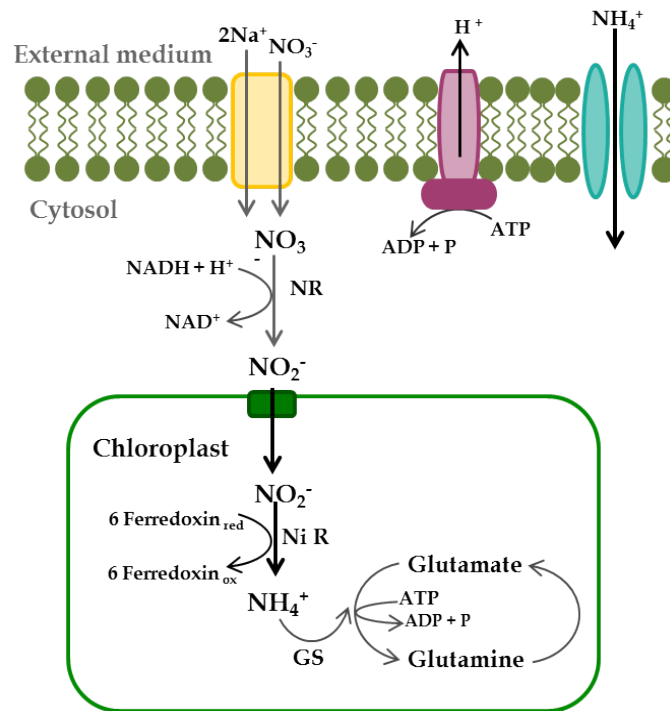 2Na⁺
NO₃⁻
H⁺
NH₄⁺
External medium
Cytosol
ADP + P
ATP
NO₃
-
NADH + H⁺
NR
NAD⁺
NO₂⁻
Chloroplast
NO₂⁻
6 Ferredoxin red
Ni R
6 Ferredoxin ox
NH₄⁺
GS
Glutamate
ATP
ADP + P
Glutamine